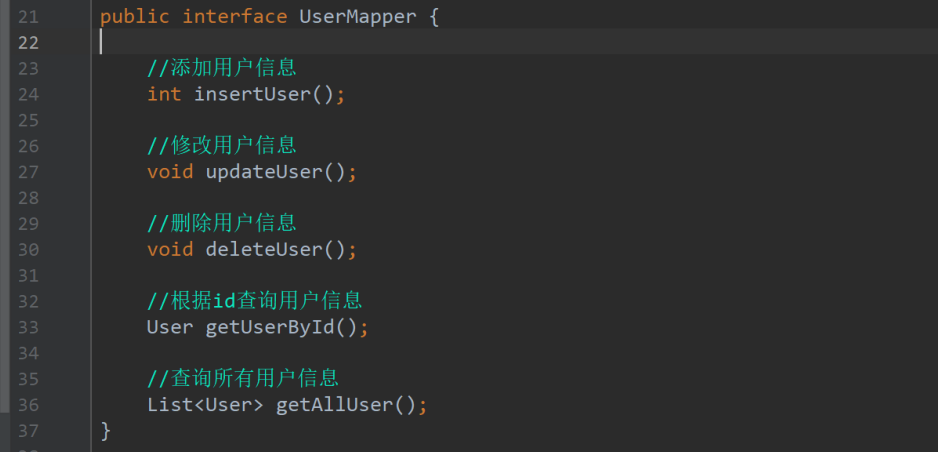 21 public interface UserMapper {
22
23 //添加用户信息
24 int insertUser();
25
26 //修改用户信息
27 void updateUser();
28
29 //删除用户信息
30 void deleteUser();
31
32 //根据id查询用户信息
33 User getUserById();
34
35 //查询所有用户信息
36 List<User> getAllUser();
37 }